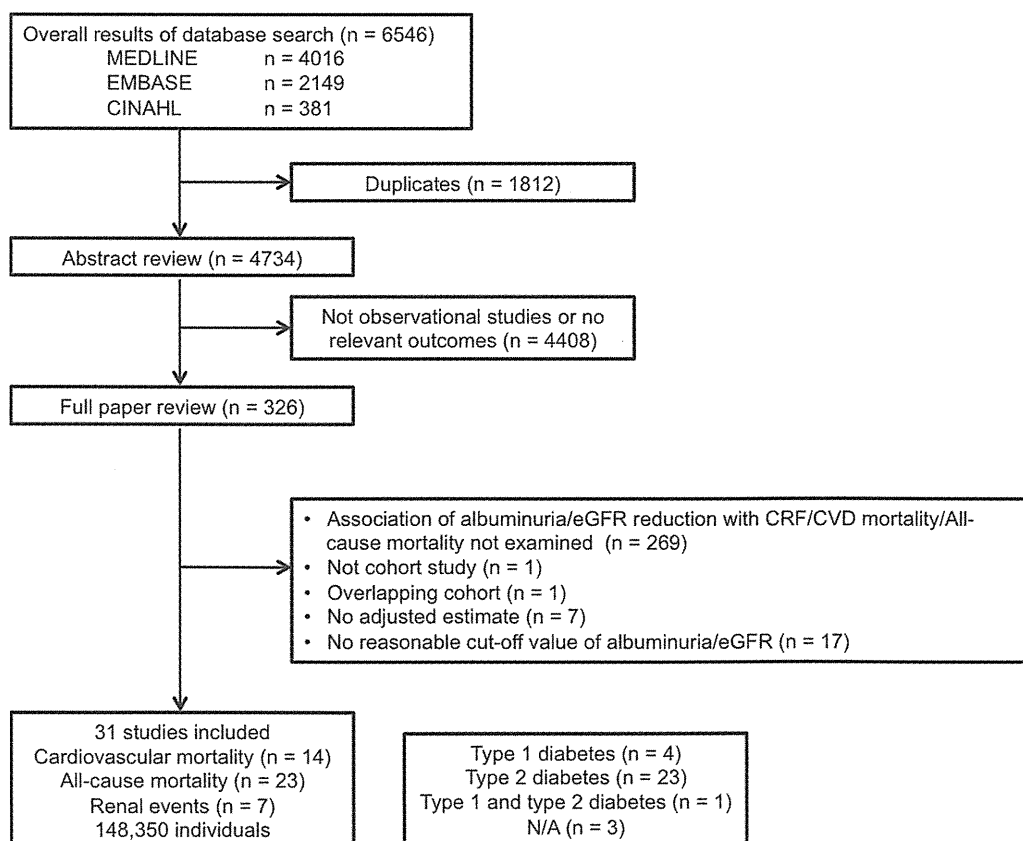 Overall results of database search (n = 6546)
MEDLINE n = 4016
EMBASE n = 2149
CINAHL n = 381
Duplicates (n = 1812)
Abstract review (n = 4734)
Not observational studies or no
relevant outcomes (n = 4408)
Full paper review (n = 326)
• Association of albuminuria/eGFR reduction with CRF/CVD mortality/All-
cause mortality not examined (n = 269)
• Not cohort study (n = 1)
• Overlapping cohort (n = 1)
• No adjusted estimate (n = 7)
• No reasonable cut-off value of albuminuria/eGFR (n = 17)
31 studies included
Cardiovascular mortality (n = 14)
All-cause mortality (n = 23)
Renal events (n = 7)
148,350 individuals
Type 1 diabetes (n = 4)
Type 2 diabetes (n = 23)
Type 1 and type 2 diabetes (n = 1)
N/A (n = 3)